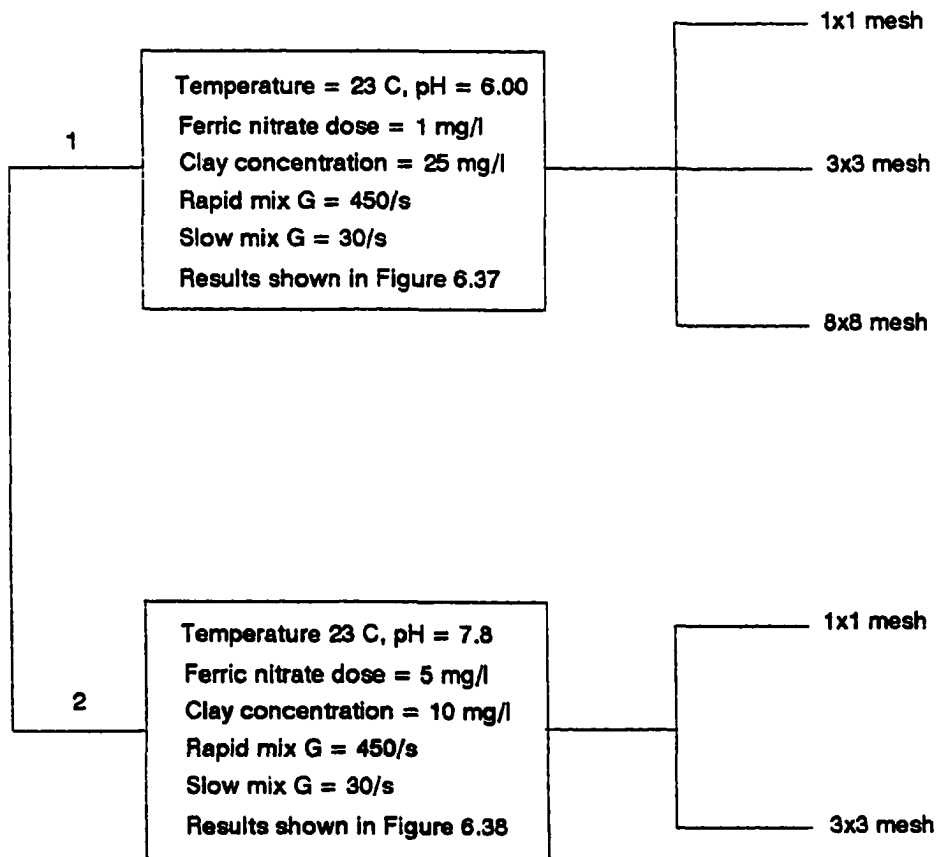 1x1 mesh
Temperature = 23 C, pH = 6.00
Ferric nitrate dose = 1 mg/l
1
Clay concentration = 25 mg/l
3x3 mesh
Rapid mix G = 450/s
Slow mix G = 30/s
Results shown in Figure 6.37
8x8 mesh
1x1 mesh
Temperature 23 C, pH = 7.8
Ferric nitrate dose = 5 mg/l
2
Clay concentration = 10 mg/l
Rapid mix G = 450/s
Slow mix G = 30/s
Results shown in Figure 6.38
3x3 mesh